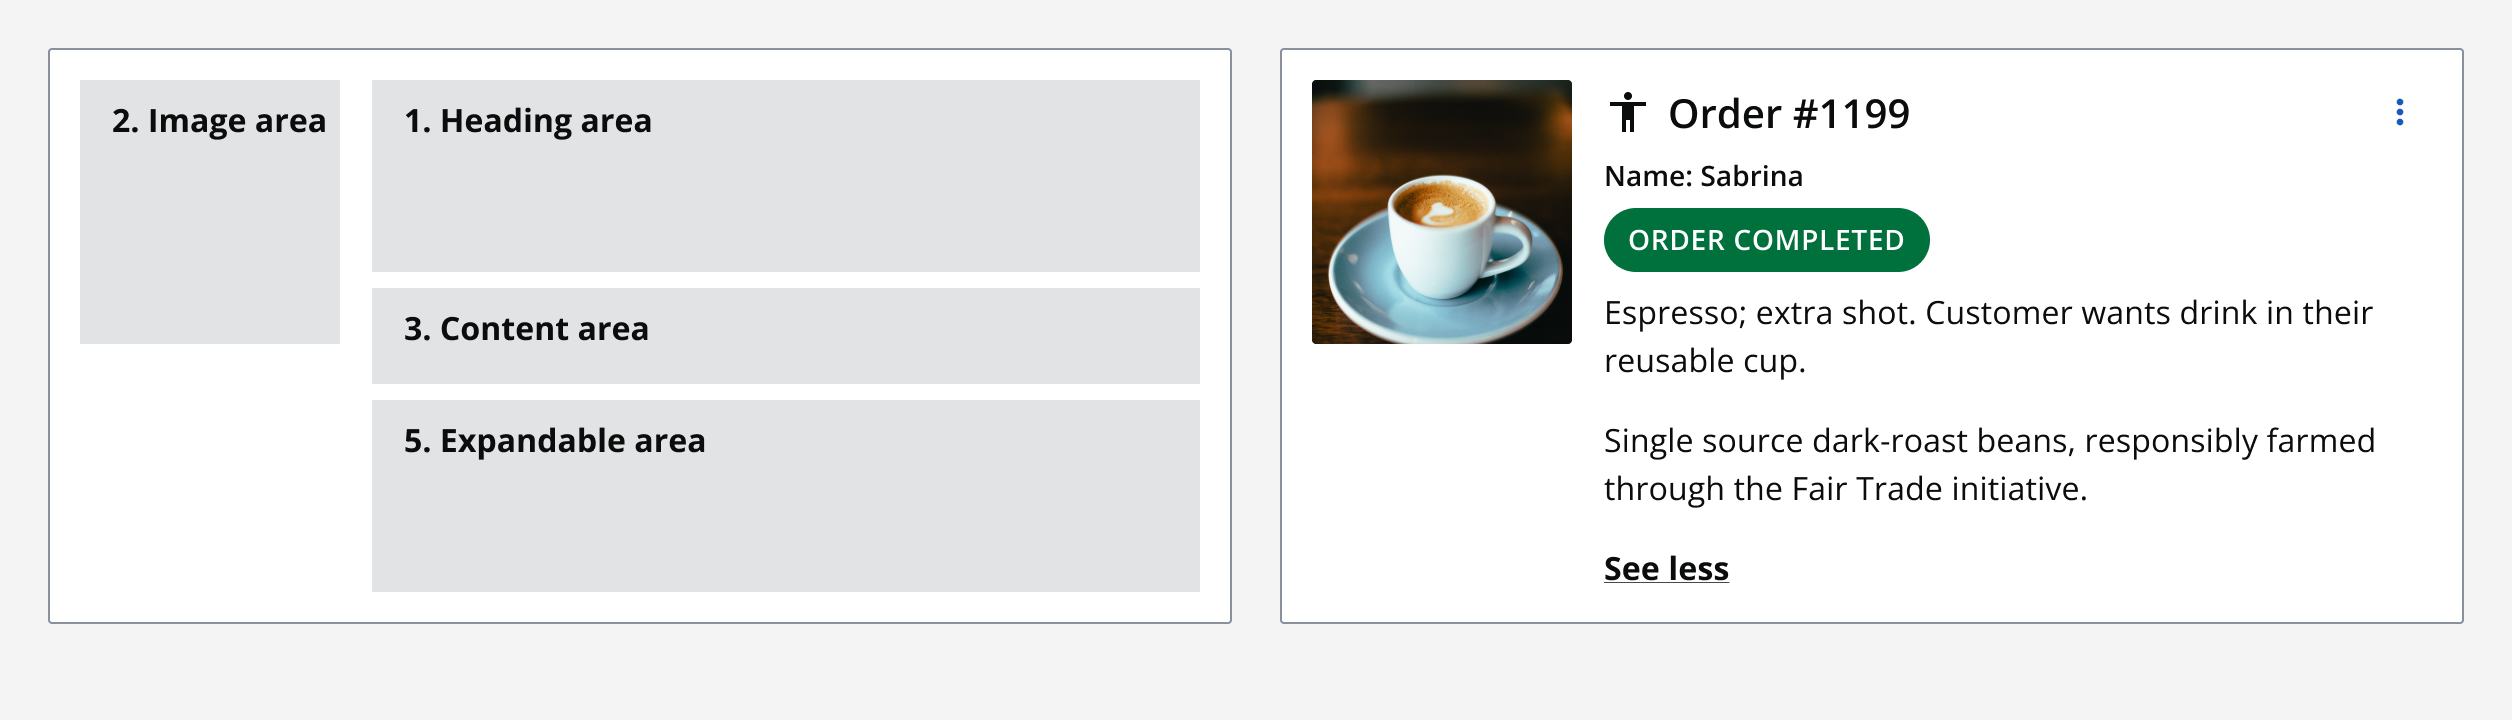 2. Image area
1. Heading area
3. Content area
5. Expandable area
Order #1199
Name: Sabrina
ORDER COMPLETED
Espresso; extra shot. Customer wants drink in their
reusable cup.
Single source dark-roast beans, responsibly farmed
through the Fair Trade initiative.
See less